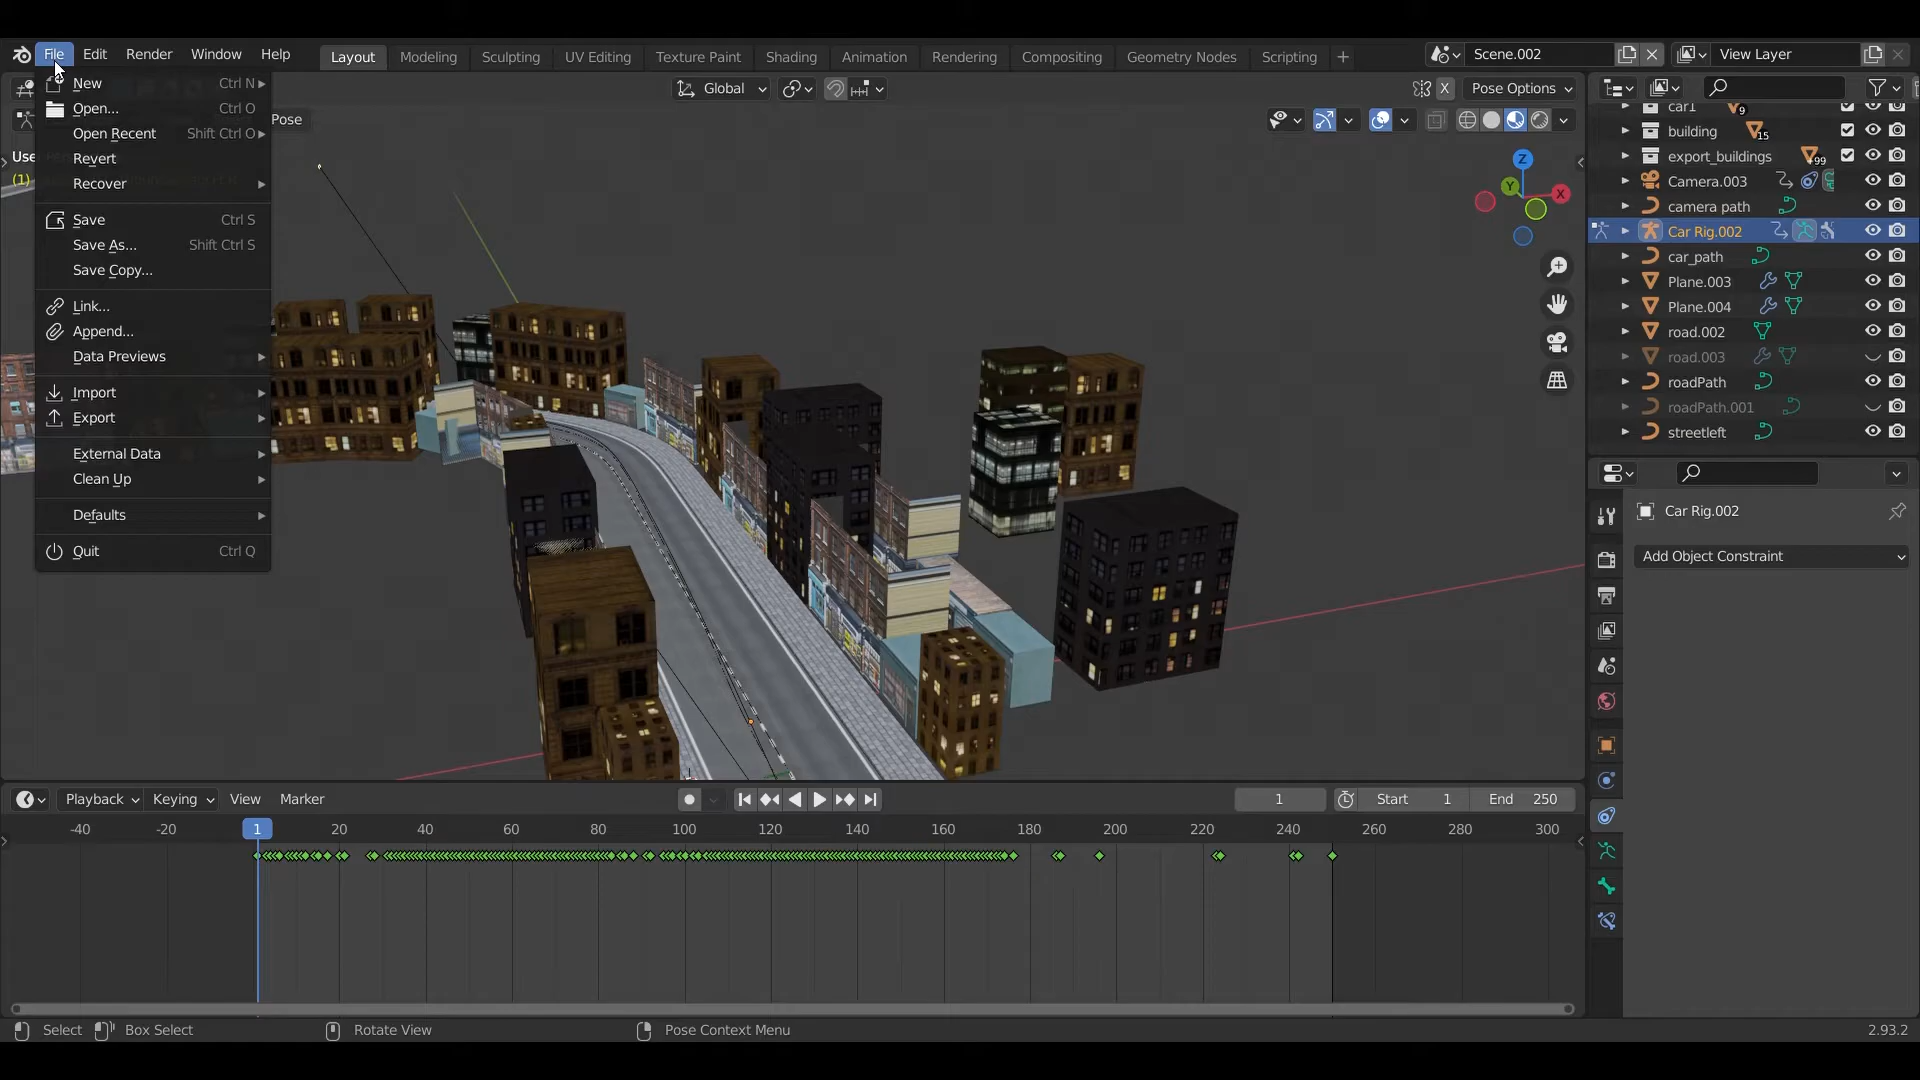 File Edit Render Window Help Layout Modeling Sculpting UV Editing Texture Paint Shading Animation Rendering Compositing Geometry Nodes Scripting + Scene.002 View Layer
New Ctrl N
Open... Ctrl O
Open Recent Shift Ctrl O
Revert
Recover
Save Ctrl S
Save As... Shift Ctrl S
Save Copy...
Link...
Append...
Data Previews
Import
Export
External Data
Clean Up
Defaults
Quit Ctrl Q
Global
X
Pose Options
Pose
Use
(1)
Z
Y
X
car1 9
building 15
export_buildings +99
Camera.003
camera path
Car Rig.002
car_path
Plane.003
Plane.004
road.002
road.003
roadPath
roadPath.001
streetleft
Car Rig.002
Add Object Constraint
Playback Keying View Marker 1 Start 1 End 250
-40 -20 1 20 40 60 80 100 120 140 160 180 200 220 240 260 280 300
Select Box Select Rotate View Pose Context Menu 2.93.2